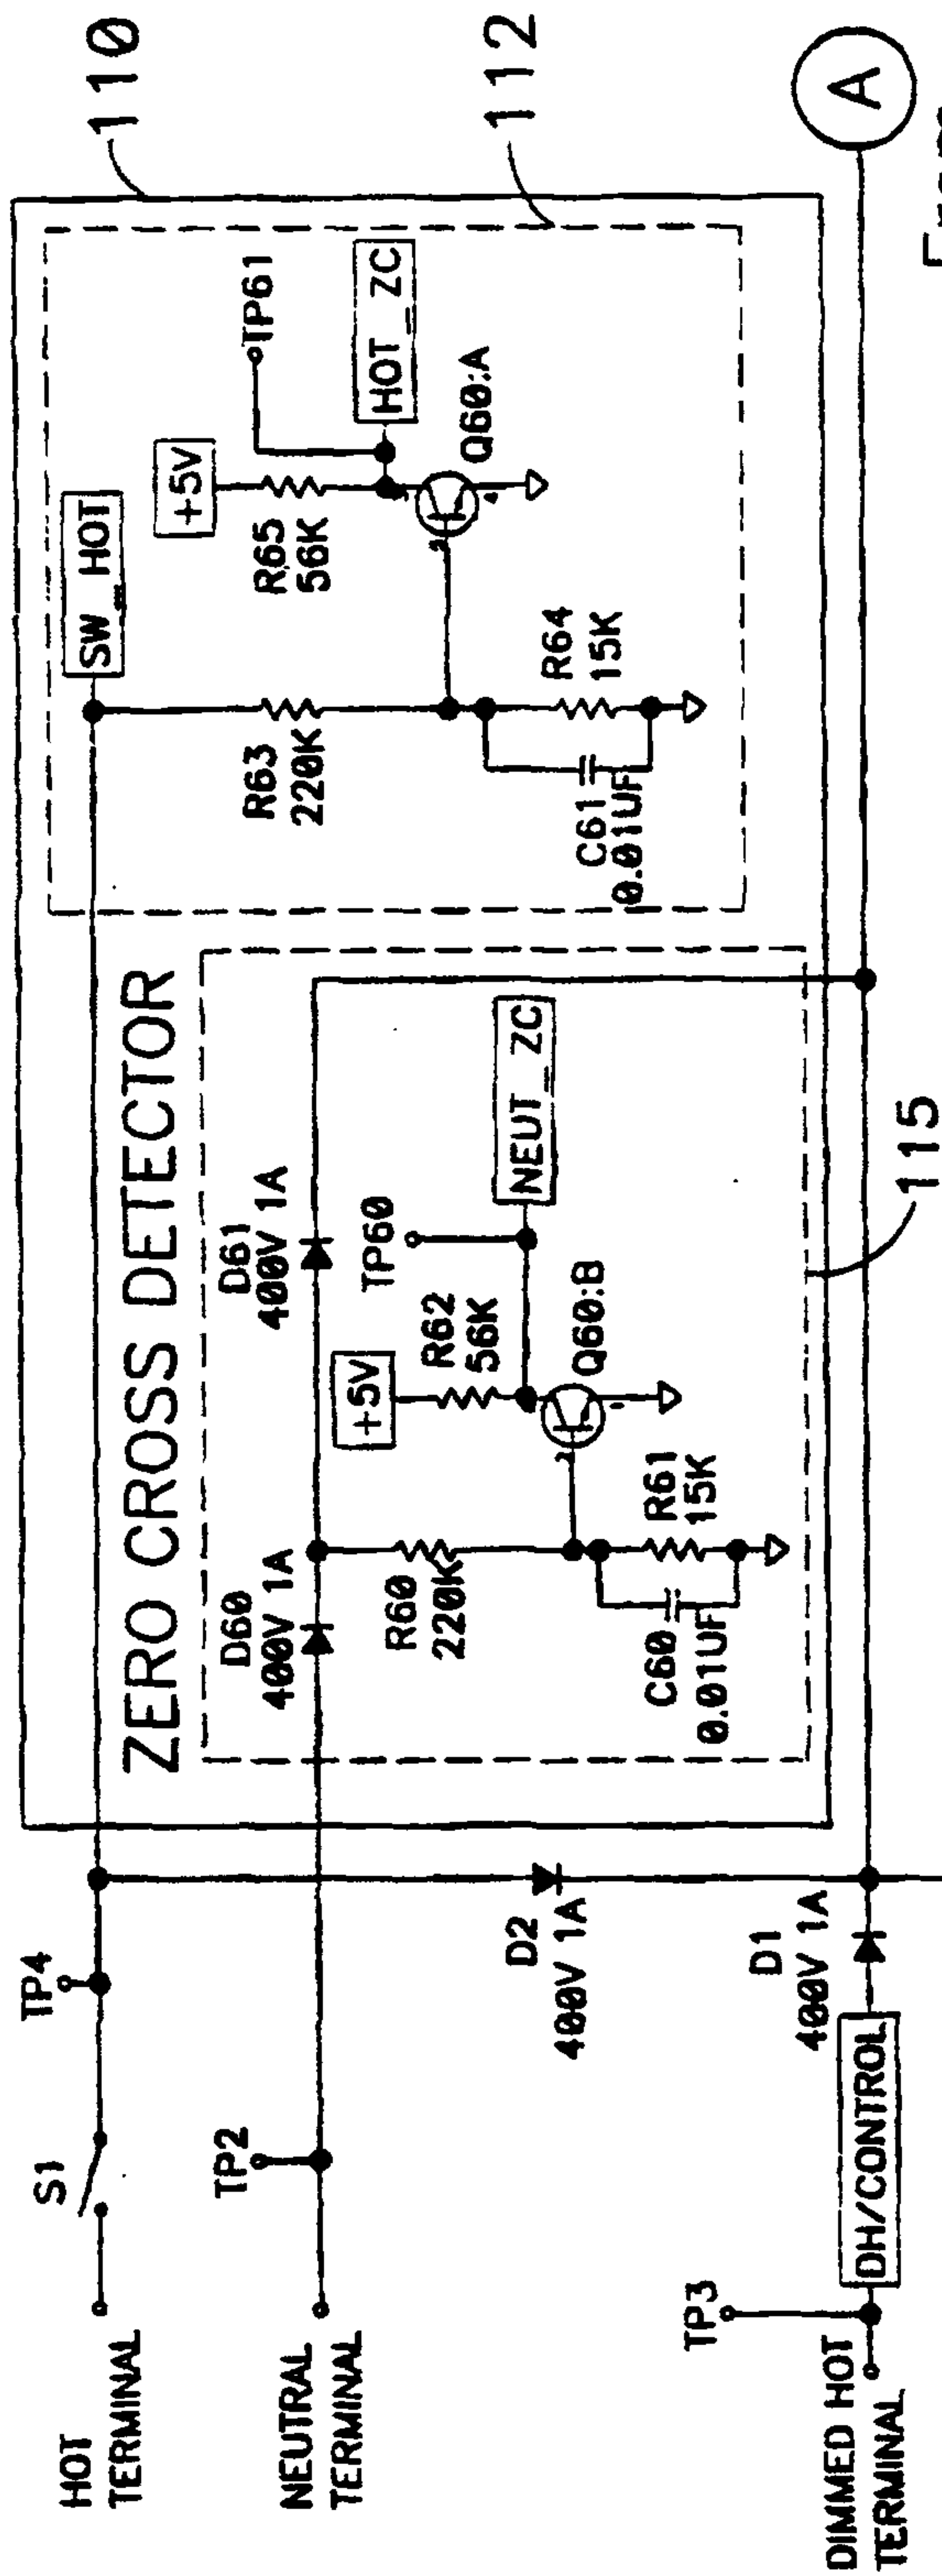 110
112
SW_HOT
+5V
TP61
R65
56K
HOT_ZC
Q60:A
R63
220K
R64
15K
C61
0.01UF
ZERO CROSS DETECTOR
D60
400V 1A
D61
400V 1A
TP60
+5V
R62
56K
NEUT_ZC
Q60:B
R60
220K
R61
15K
C60
0.01UF
115
A
HOT
TERMINAL
S1
TP4
NEUTRAL
TERMINAL
TP2
D2
400V 1A
D1
400V 1A
TP3
DIMMED HOT
TERMINAL
DH/CONTROL